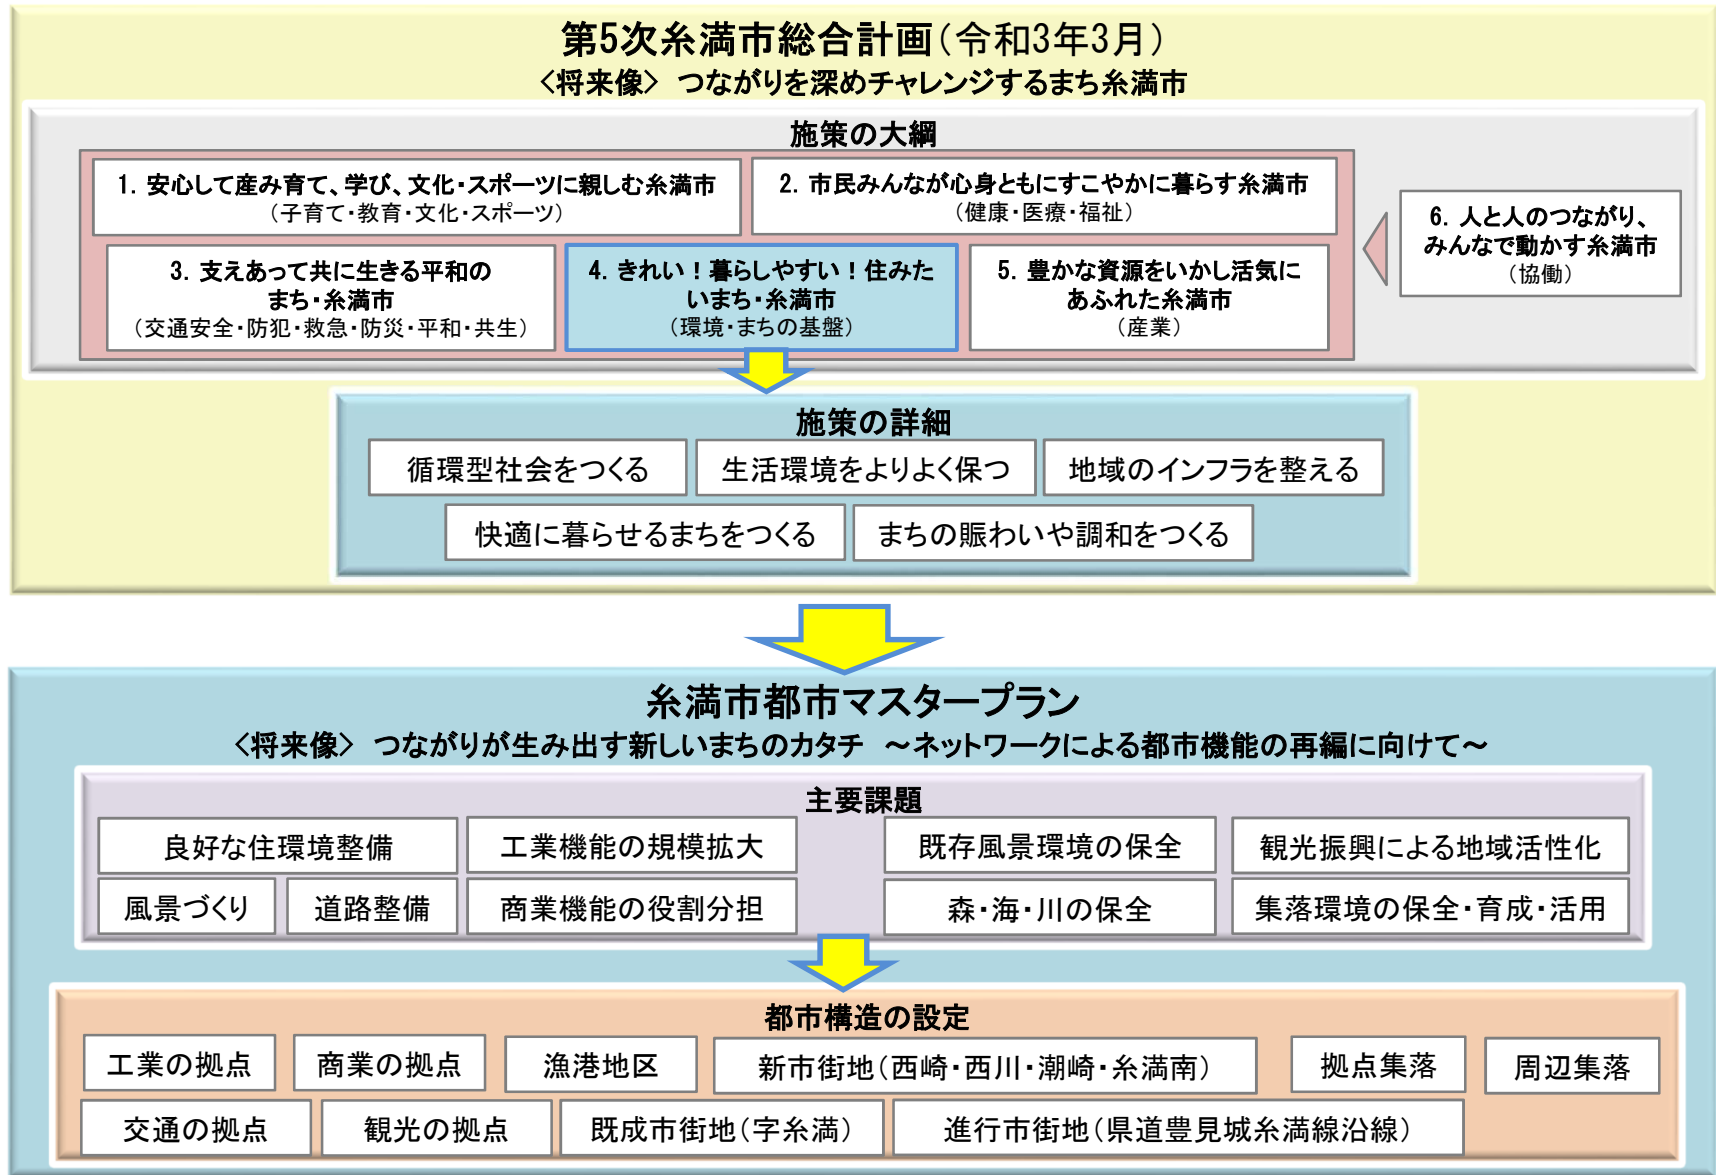 第5次糸満市総合計画(令和3年3月)
<将来像> つながりを深めチャレンジするまち糸満市
施策の大綱
1. 安心して産み育て、学び、文化・スポーツに親しむ糸満市
(子育て・教育・文化・スポーツ)
2. 市民みんなが心身ともにすこやかに暮らす糸満市
(健康・医療・福祉)
3. 支えあって共に生きる平和の
まち・糸満市
(交通安全・防犯・救急・防災・平和・共生)
4. きれい！暮らしやすい！住みた
いまち・糸満市
(環境・まちの基盤)
5. 豊かな資源をいかし活気に
あふれた糸満市
(産業)
6. 人と人のつながり、
みんなで動かす糸満市
(協働)
施策の詳細
循環型社会をつくる
生活環境をよりよく保つ
地域のインフラを整える
快適に暮らせるまちをつくる
まちの賑わいや調和をつくる
糸満市都市マスタープラン
<将来像> つながりが生み出す新しいまちのカタチ ～ネットワークによる都市機能の再編に向けて～
主要課題
良好な住環境整備
工業機能の規模拡大
既存風景環境の保全
観光振興による地域活性化
風景づくり
道路整備
商業機能の役割分担
森・海・川の保全
集落環境の保全・育成・活用
都市構造の設定
工業の拠点
商業の拠点
漁港地区
新市街地(西崎・西川・潮崎・糸満南)
拠点集落
周辺集落
交通の拠点
観光の拠点
既成市街地(字糸満)
進行市街地(県道豊見城糸満線沿線)